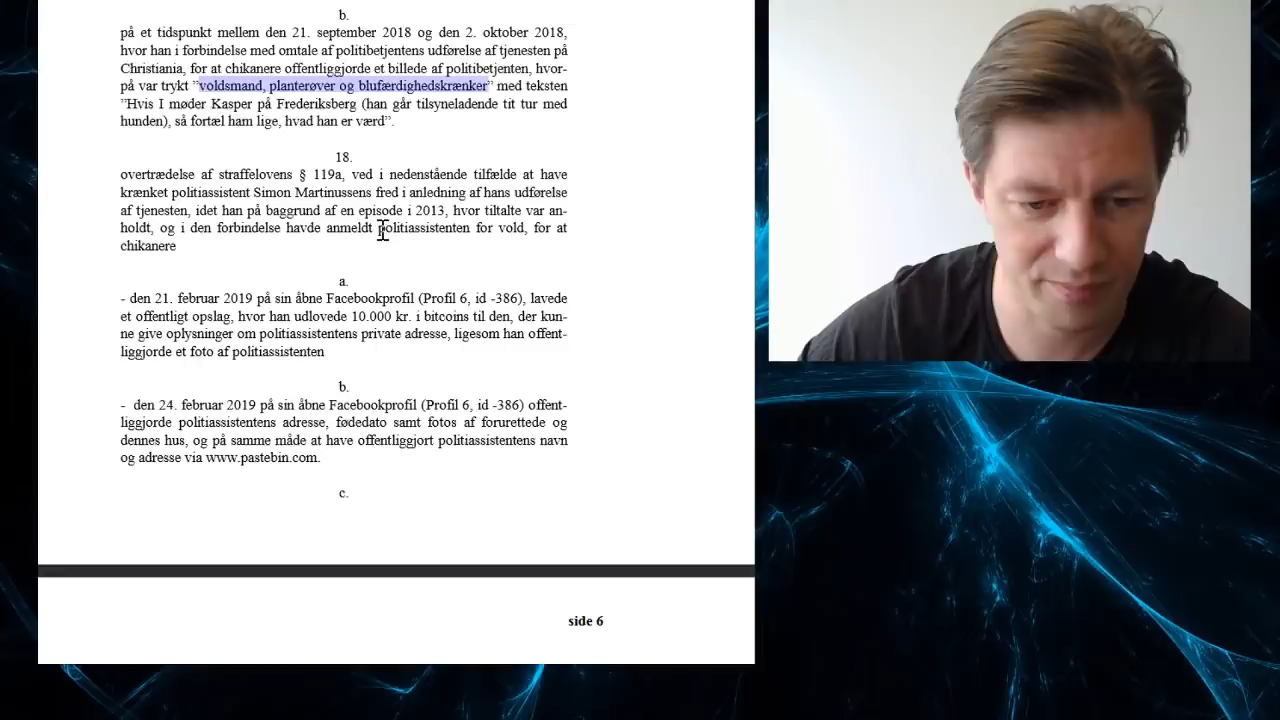 b.
på et tidspunkt mellem den 21. september 2018 og den 2. oktober 2018,
hvor han i forbindelse med omtale af politibetjentens udførelse af tjenesten på
Christiania, for at chikanere offentliggjorde et billede af politibetjenten, hvor-
på var trykt ”voldsmand, planterøver og blufærdighedskrænker” med teksten
”Hvis I møder Kasper på Frederiksberg (han går tilsyneladende tit tur med
hunden), så fortæl ham lige, hvad han er værd”.
18.
overtrædelse af straffelovens § 119a, ved i nedenstående tilfælde at have
krænket politiassistent Simon Martinussens fred i anledning af hans udførelse
af tjenesten, idet han på baggrund af en episode i 2013, hvor tiltalte var an-
holdt, og i den forbindelse havde anmeldt politiassistenten for vold, for at
chikanere
a.
- den 21. februar 2019 på sin åbne Facebookprofil (Profil 6, id -386), lavede
et offentligt opslag, hvor han udlovede 10.000 kr. i bitcoins til den, der kun-
ne give oplysninger om politiassistentens private adresse, ligesom han offent-
liggjorde et foto af politiassistenten
b.
- den 24. februar 2019 på sin åbne Facebookprofil (Profil 6, id -386) offent-
liggjorde politiassistentens adresse, fødedato samt fotos af forurettede og
dennes hus, og på samme måde at have offentliggjort politiassistentens navn
og adresse via www.pastebin.com.
c.
side 6